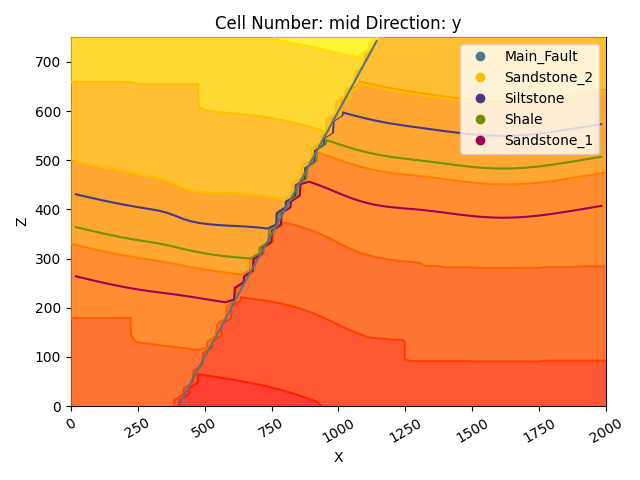 Cell Number: mid Direction: y
Main_Fault
Sandstone_2
Siltstone
Shale
Sandstone_1
700
600
500
400
300
200
100
0
Z
0 250 500 750 1000 1250 1500 1750 2000
X